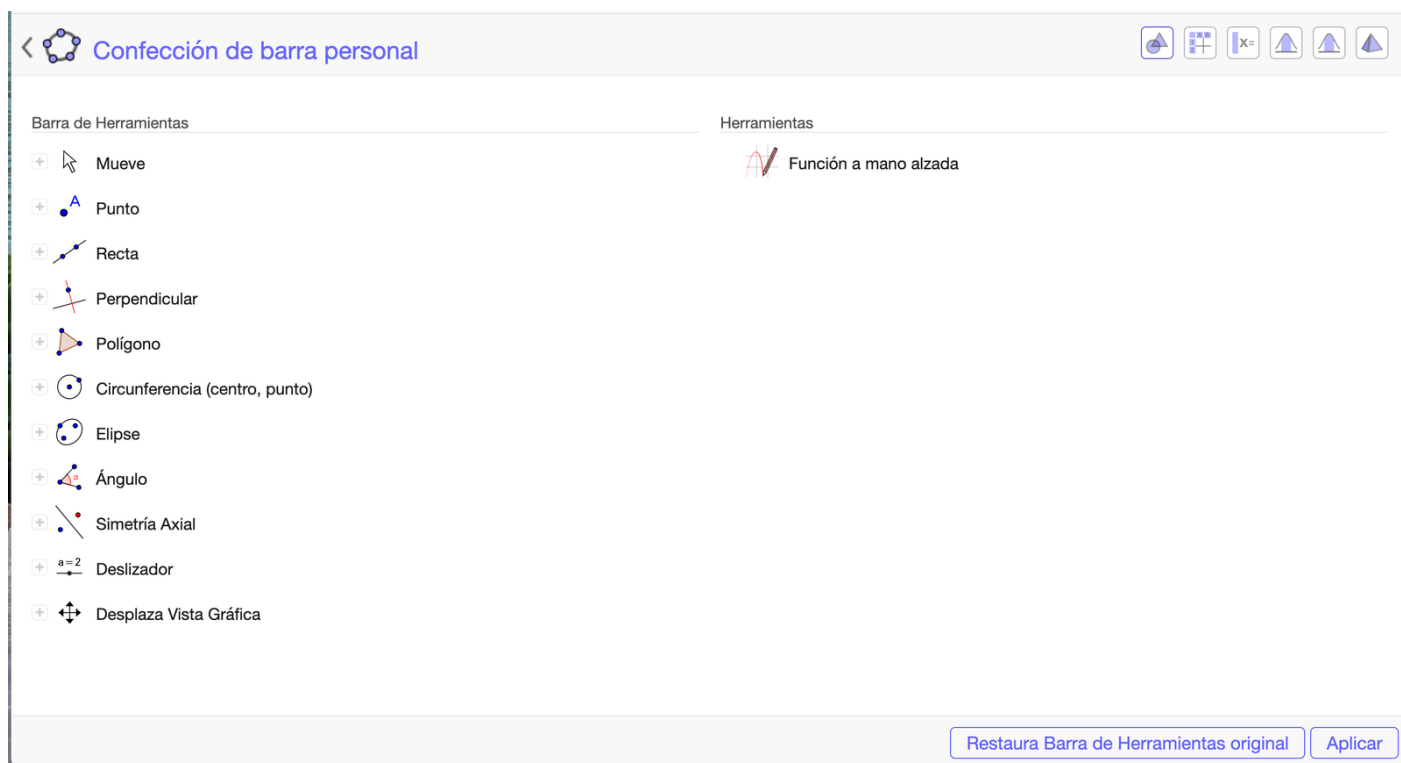 Confección de barra personal
x=
Barra de Herramientas
Herramientas
Mueve
Función a mano alzada
A
Punto
Recta
Perpendicular
Polígono
Circunferencia (centro, punto)
Elipse
α
Ángulo
Simetría Axial
a=2
Deslizador
Desplaza Vista Gráfica
Restaura Barra de Herramientas original
Aplicar